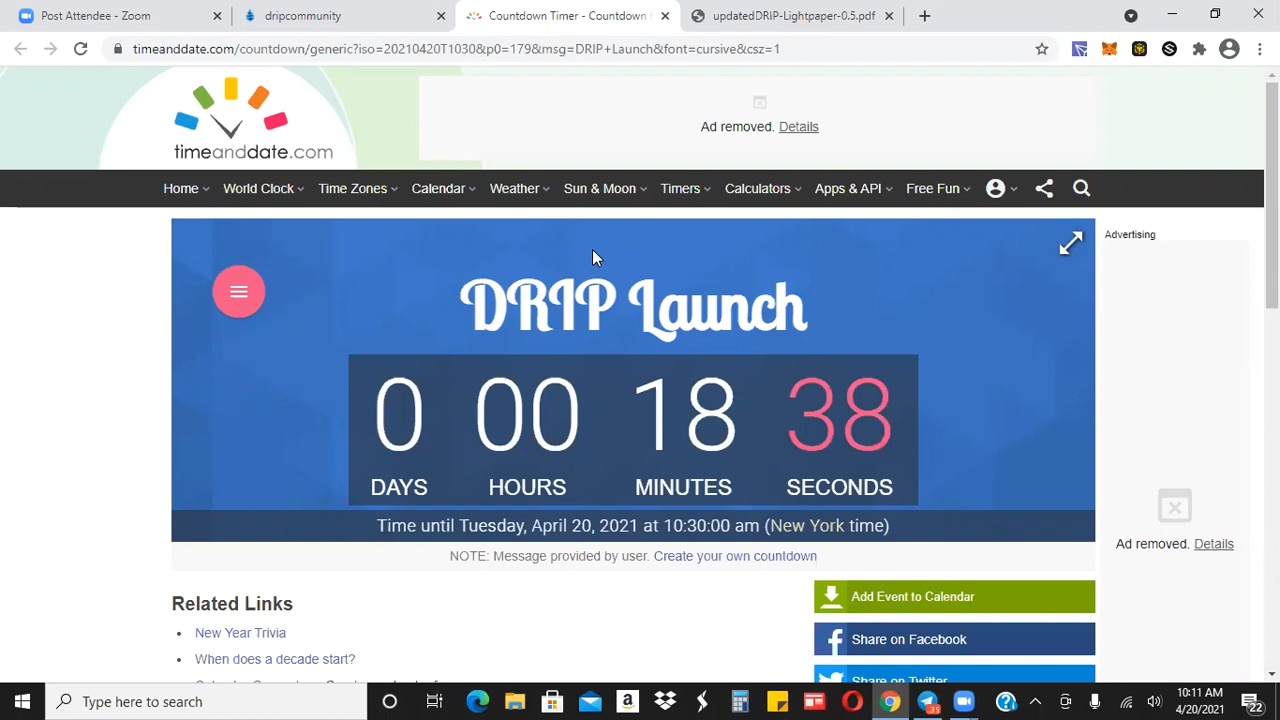 Post Attendee - Zoom
dripcommunity
Countdown Timer - Countdown
updatedDRiP-Lightpaper-0.5.pdf
timeanddate.com/countdown/generic?iso=20210420T1030&p0=179&msg=DRIP+Launch&font=cursive&csz=1
timeanddate.com
Ad removed. Details
Home World Clock Time Zones Calendar Weather Sun & Moon Timers Calculators Apps & API Free Fun
Advertising
DRIP Launch
0 00 18 38
DAYS HOURS MINUTES SECONDS
Time until Tuesday, April 20, 2021 at 10:30:00 am (New York time)
Ad removed. Details
NOTE: Message provided by user. Create your own countdown
Related Links
Add Event to Calendar
New Year Trivia
Share on Facebook
When does a decade start?
Share on Twitter
Type here to search
35
10:11 AM
4/20/2021
22